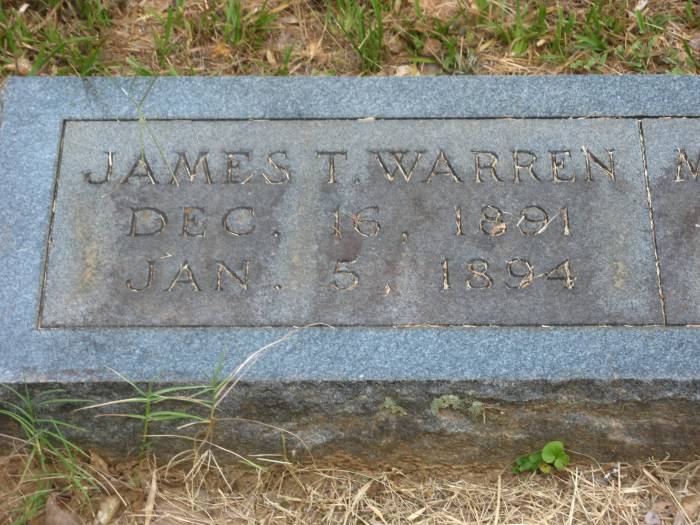 JAMES T. WARREN
DEC. 16, 1891
JAN. 5, 1894
M